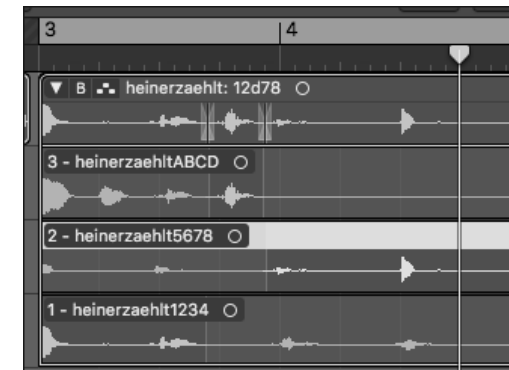 3 4
B heinerzaehlt: 12d78
3 - heinerzaehltABCD
2 - heinerzaehlt5678
1 - heinerzaehlt1234